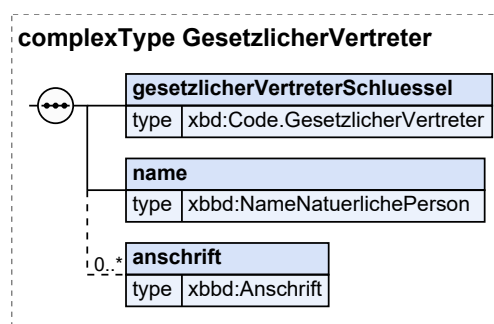 complexType GesetzlicherVertreter
gesetzlicherVertreterSchluessel
type xbd:Code.GesetzlicherVertreter
name
type xbbd:NameNatuerlichePerson
0..* anschrift
type xbbd:Anschrift